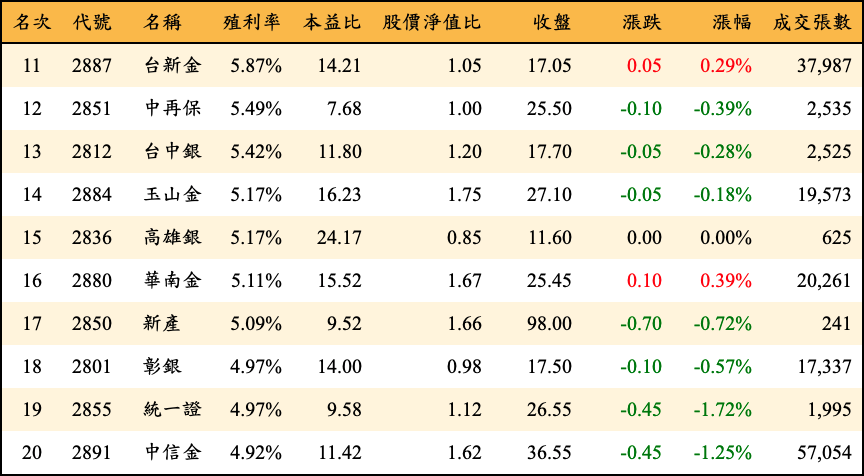 名次 代號 名稱 殖利率 本益比 股價淨值比 收盤 漲跌 漲幅 成交張數
11 2887 台新金 5.87% 14.21 1.05 17.05 0.05 0.29% 37,987
12 2851 中再保 5.49% 7.68 1.00 25.50 -0.10 -0.39% 2,535
13 2812 台中銀 5.42% 11.80 1.20 17.70 -0.05 -0.28% 2,525
14 2884 玉山金 5.17% 16.23 1.75 27.10 -0.05 -0.18% 19,573
15 2836 高雄銀 5.17% 24.17 0.85 11.60 0.00 0.00% 625
16 2880 華南金 5.11% 15.52 1.67 25.45 0.10 0.39% 20,261
17 2850 新產 5.09% 9.52 1.66 98.00 -0.70 -0.72% 241
18 2801 彰銀 4.97% 14.00 0.98 17.50 -0.10 -0.57% 17,337
19 2855 統一證 4.97% 9.58 1.12 26.55 -0.45 -1.72% 1,995
20 2891 中信金 4.92% 11.42 1.62 36.55 -0.45 -1.25% 57,054